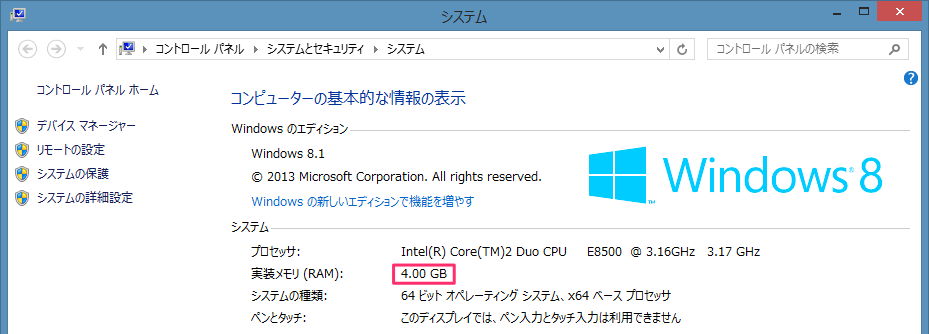 システム
コントロール パネル ▸ システムとセキュリティ ▸ システム
コントロール パネルの検索
コントロール パネル ホーム
デバイス マネージャー
リモートの設定
システムの保護
システムの詳細設定
コンピューターの基本的な情報の表示
Windows のエディション
Windows 8.1
© 2013 Microsoft Corporation. All rights reserved.
Windows の新しいエディションで機能を増やす
Windows® 8
システム
プロセッサ: Intel(R) Core(TM)2 Duo CPU E8500 @ 3.16GHz 3.17 GHz
実装メモリ (RAM): 4.00 GB
システムの種類: 64 ビット オペレーティング システム、x64 ベース プロセッサ
ペンとタッチ: このディスプレイでは、ペン入力とタッチ入力は利用できません